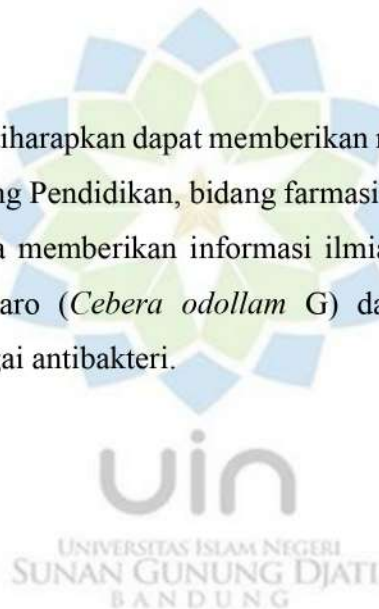 iharapkan dapat memberikan
ng Pendidikan, bidang farmasi
a memberikan informasi ilmia
aro (Cebera odollam G) da
gai antibakteri.
uin
UNIVERSITAS ISLAM NEGERI
SUNAN GUNUNG DJATI
BANDUNG